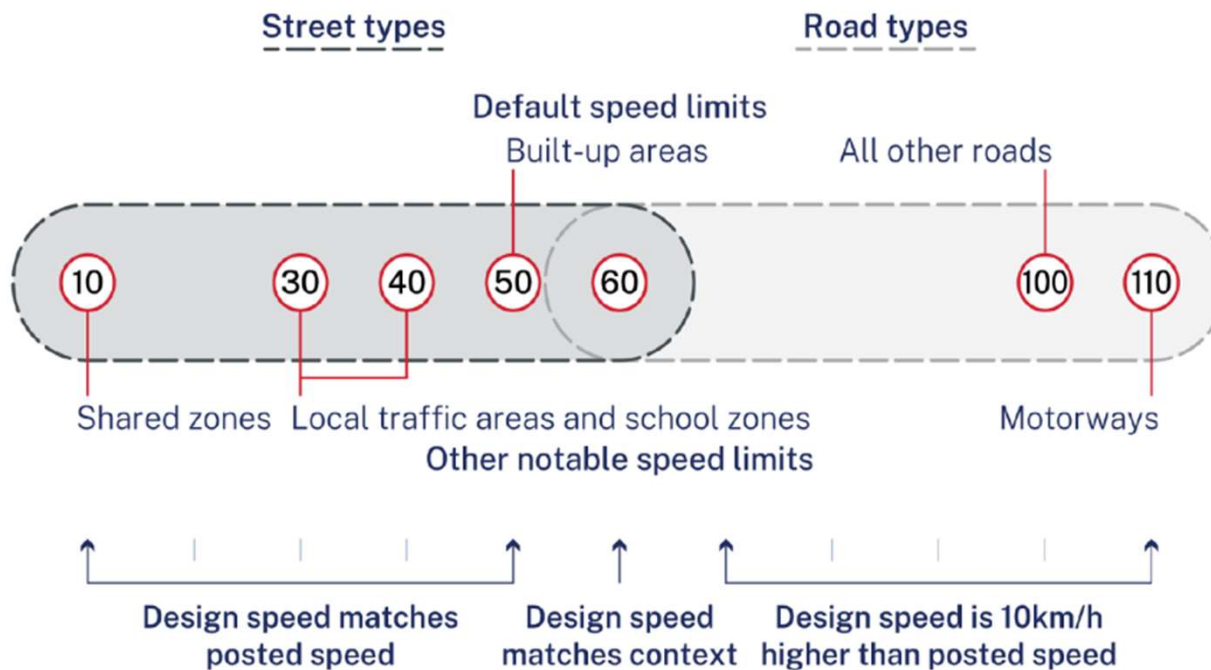 Street types
Road types
Default speed limits
Built-up areas
All other roads
10
30
40
50
60
100
110
Shared zones
Local traffic areas and school zones
Motorways
Other notable speed limits
Design speed matches
posted speed
Design speed
matches context
Design speed is 10km/h
higher than posted speed